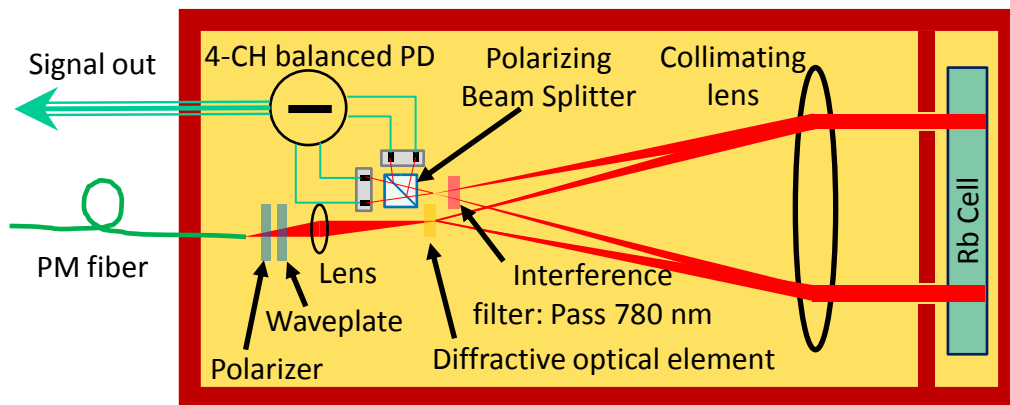 Signal out
4-CH balanced PD
Polarizing
Beam Splitter
Collimating
lens
PM fiber
Lens
Waveplate
Polarizer
Interference
filter: Pass 780 nm
Diffractive optical element
Rb Cell